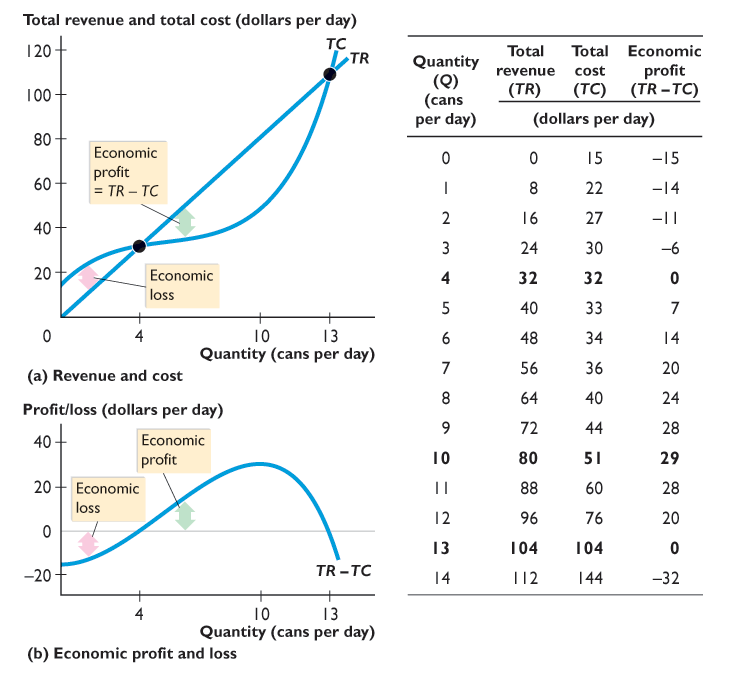 Total revenue and total cost (dollars per day)
120
100
80
60
40
20
0
4
10
13
TC
TR
Economic
profit
= TR – TC
Economic
loss
Quantity (cans per day)
(a) Revenue and cost
Profit/loss (dollars per day)
40
20
0
–20
4
10
13
Economic
profit
Economic
loss
TR – TC
Quantity (cans per day)
(b) Economic profit and loss
Quantity (Q) (cans per day) Total revenue (TR) Total cost (TC) Economic profit (TR – TC)
(dollars per day)
0 0 15 –15
1 8 22 –14
2 16 27 –11
3 24 30 –6
4 32 32 0
5 40 33 7
6 48 34 14
7 56 36 20
8 64 40 24
9 72 44 28
10 80 51 29
11 88 60 28
12 96 76 20
13 104 104 0
14 112 144 –32